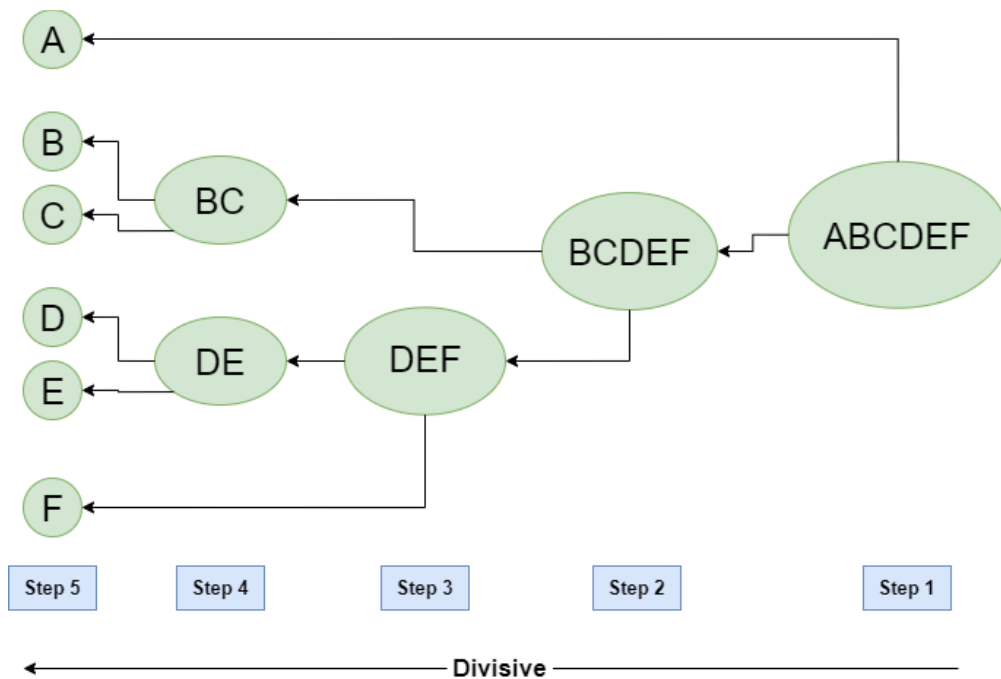 A
B
BC
C
ABCDEF
BCDEF
D
DE
DEF
E
F
Step 5
Step 4
Step 3
Step 2
Step 1
Divisive